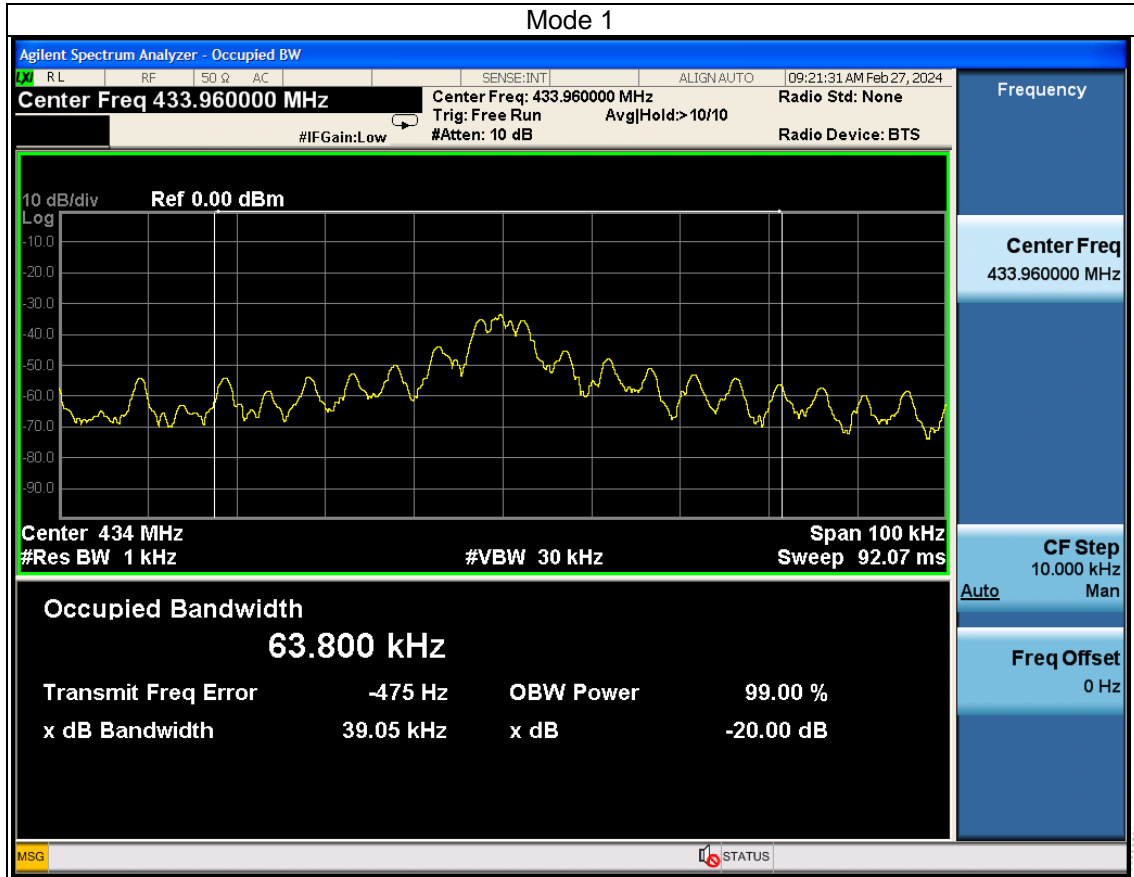 Mode 1
Agilent Spectrum Analyzer - Occupied BW
LXI RL RF 50 Ω AC SENSE:INT ALIGN AUTO 09:21:31 AM Feb 27, 2024
Center Freq 433.960000 MHz
Center Freq: 433.960000 MHz Radio Std: None
Trig: Free Run Avg|Hold:>10/10
#IFGain:Low #Atten: 10 dB Radio Device: BTS
10 dB/div Ref 0.00 dBm
Log
-10.0
-20.0
-30.0
-40.0
-50.0
-60.0
-70.0
-80.0
-90.0
Center 434 MHz Span 100 kHz
#Res BW 1 kHz #VBW 30 kHz Sweep 92.07 ms
Occupied Bandwidth
63.800 kHz
Transmit Freq Error -475 Hz OBW Power 99.00 %
x dB Bandwidth 39.05 kHz x dB -20.00 dB
MSG STATUS
Frequency
Center Freq
433.960000 MHz
CF Step
10.000 kHz
Auto Man
Freq Offset
0 Hz